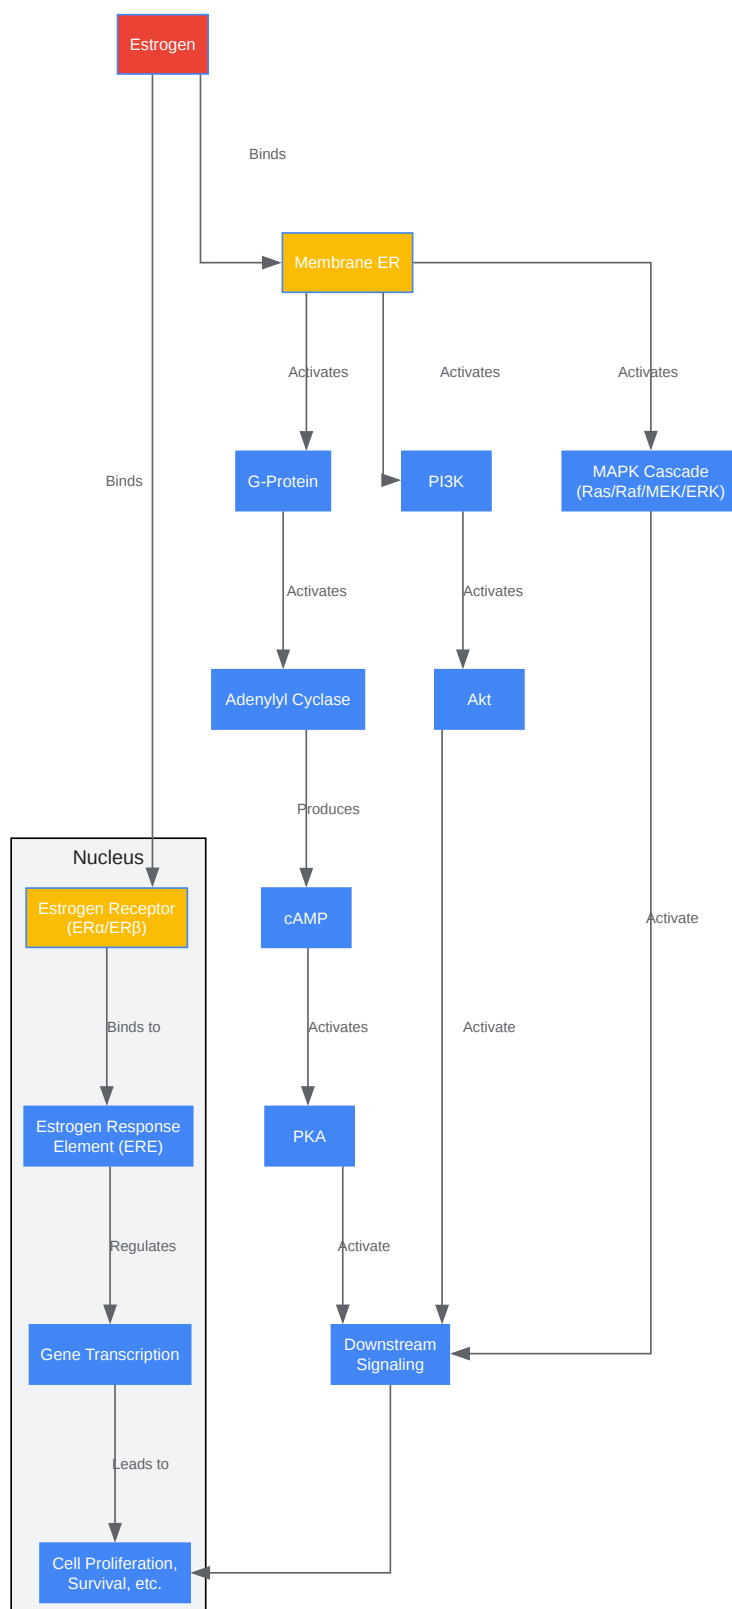 Estrogen
Binds
Membrane ER
Activates
Activates
Activates
Binds
G-Protein
PI3K
MAPK Cascade
(Ras/Raf/MEK/ERK)
Activates
Activates
Adenylyl Cyclase
Akt
Produces
Nucleus
Estrogen Receptor
(ERα/ERβ)
cAMP
Activate
Binds to
Activates
Activate
Estrogen Response
Element (ERE)
PKA
Regulates
Activate
Gene Transcription
Downstream
Signaling
Leads to
Cell Proliferation,
Survival, etc.